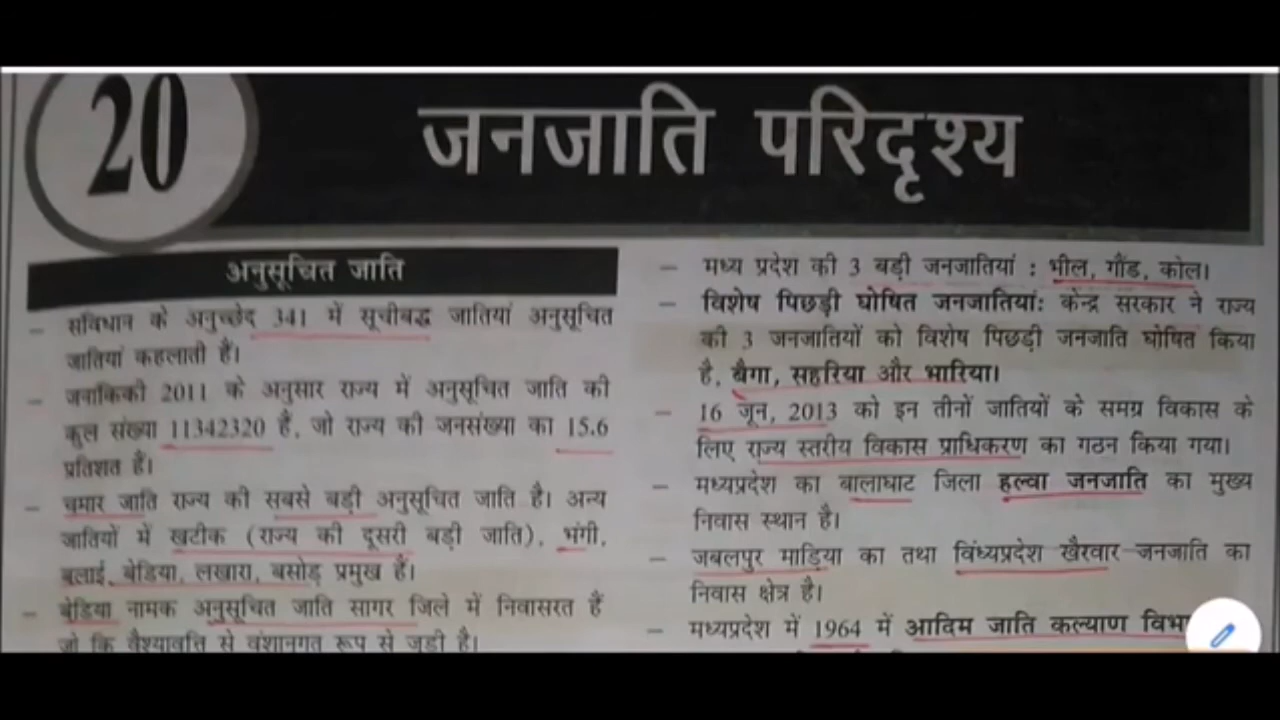 20
जनजाति परिदृश्य
अनुसूचित जाति
– संविधान के अनुच्छेद 341 में सूचीबद्ध जातियां अनुसूचित
जातियां कहलाती हैं।
– जनांकिकी 2011 के अनुसार राज्य में अनुसूचित जाति की
कुल संख्या 11342320 हैं, जो राज्य की जनसंख्या का 15.6
प्रतिशत हैं।
– चमार जाति राज्य की सबसे बड़ी अनुसूचित जाति है। अन्य
जातियों में खटीक (राज्य की दूसरी बड़ी जाति), भंगी,
बलाई, बेडिया, लखारा, बसोड़ प्रमुख हैं।
– बेडिया नामक अनुसूचित जाति सागर जिले में निवासरत हैं
जो कि वैश्यावृत्ति से वंशानुगत रूप से जुड़ी है।
– मध्य प्रदेश की 3 बड़ी जनजातियां : भील, गौंड, कोल।
– विशेष पिछड़ी घोषित जनजातियां: केन्द्र सरकार ने राज्य
की 3 जनजातियों को विशेष पिछड़ी जनजाति घोषित किया
है, बैगा, सहरिया और भारिया।
– 16 जून, 2013 को इन तीनों जातियों के समग्र विकास के
लिए राज्य स्तरीय विकास प्राधिकरण का गठन किया गया।
– मध्यप्रदेश का बालाघाट जिला हल्वा जनजाति का मुख्य
निवास स्थान है।
– जबलपुर माड़िया का तथा विंध्यप्रदेश खैरवार जनजाति का
निवास क्षेत्र है।
– मध्यप्रदेश में 1964 में आदिम जाति कल्याण